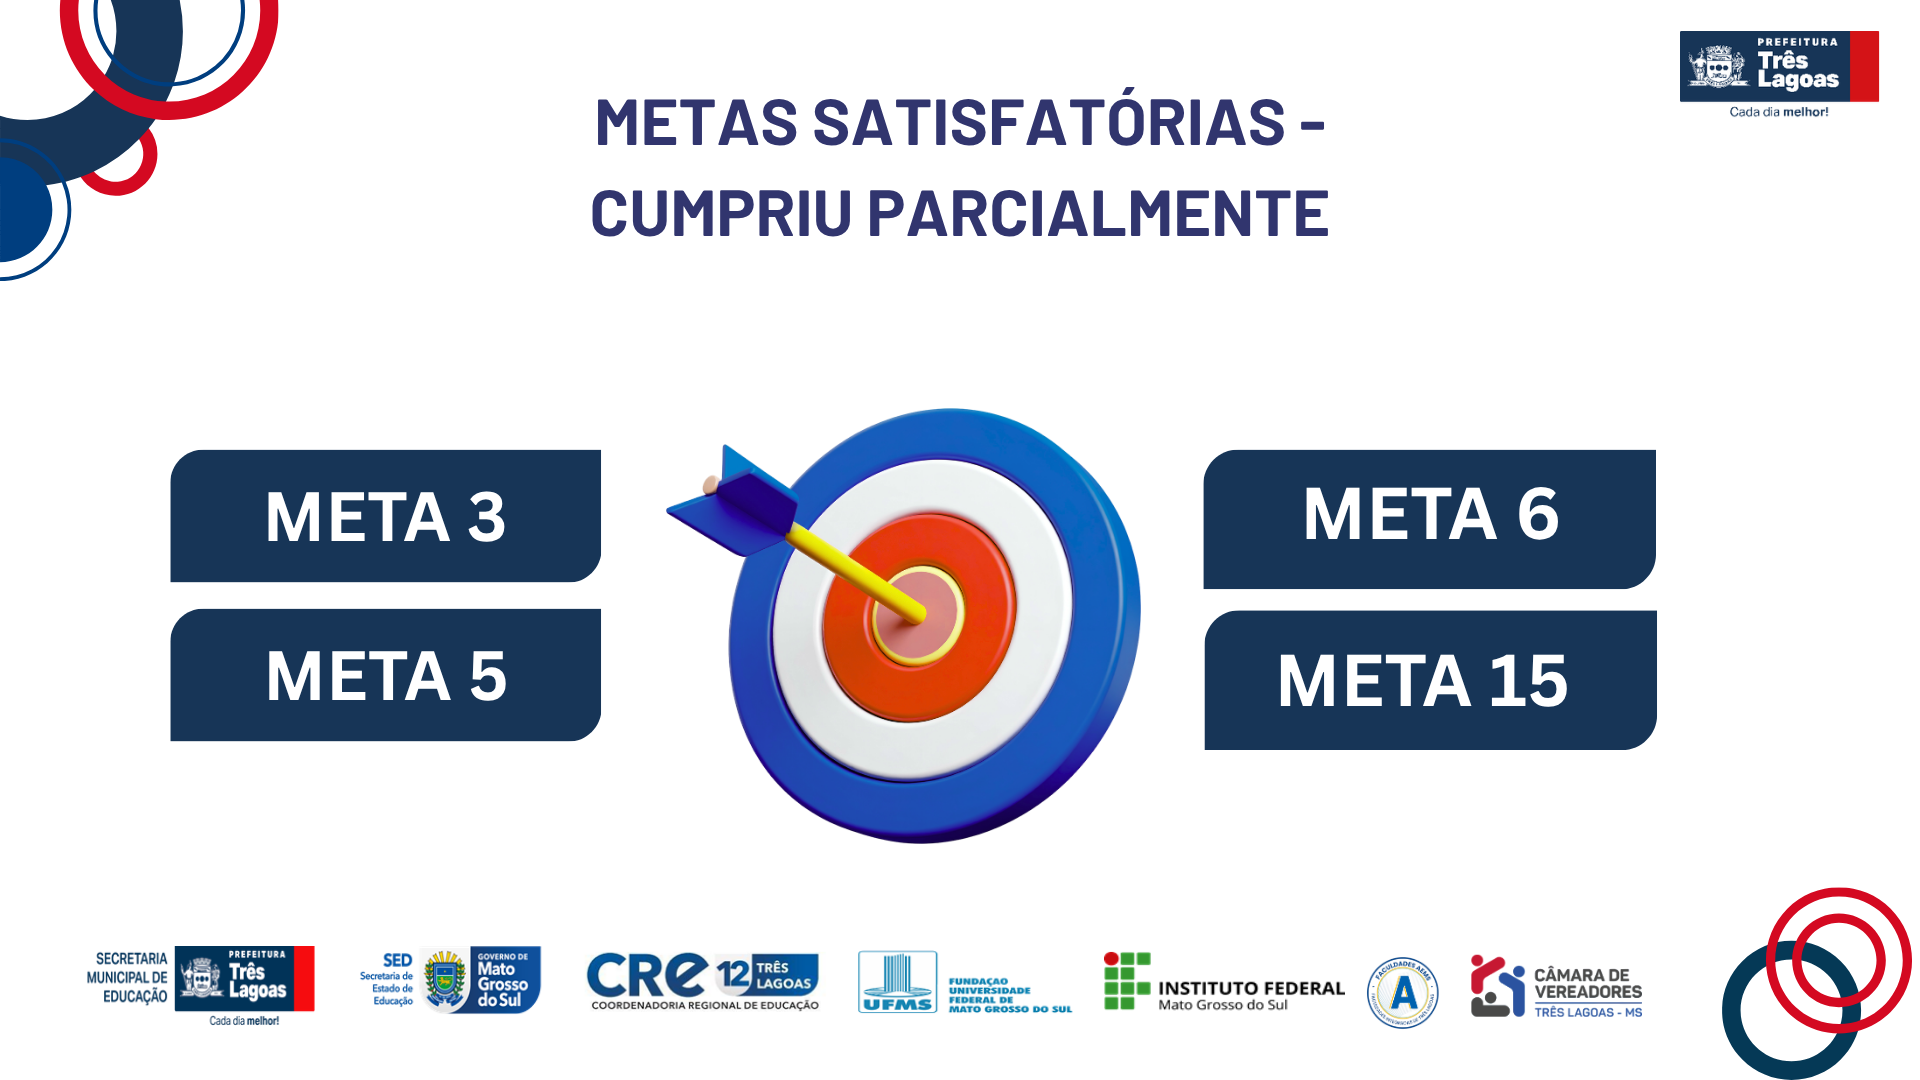 PREFEITURA
Três
Lagoas
Cada dia melhor!
METAS SATISFATÓRIAS -
CUMPRIU PARCIALMENTE
META 3
META 6
META 5
META 15
SECRETARIA
MUNICIPAL DE
EDUCAÇÃO
PREFEITURA
Três
Lagoas
Cada dia melhor!
SED
Secretaria de
Estado de
Educação
GOVERNO DE
Mato
Grosso
do Sul
CRe 12 TRÊS
LAGOAS
COORDENADORIA REGIONAL DE EDUCAÇÃO
UFMS
FUNDAÇAO
UNIVERSIDADE
FEDERAL DE
MATO GROSSO DO SUL
INSTITUTO FEDERAL
Mato Grosso do Sul
FACULDADES AEMS
A
CÂMARA DE
VEREADORES
TRÊS LAGOAS - MS